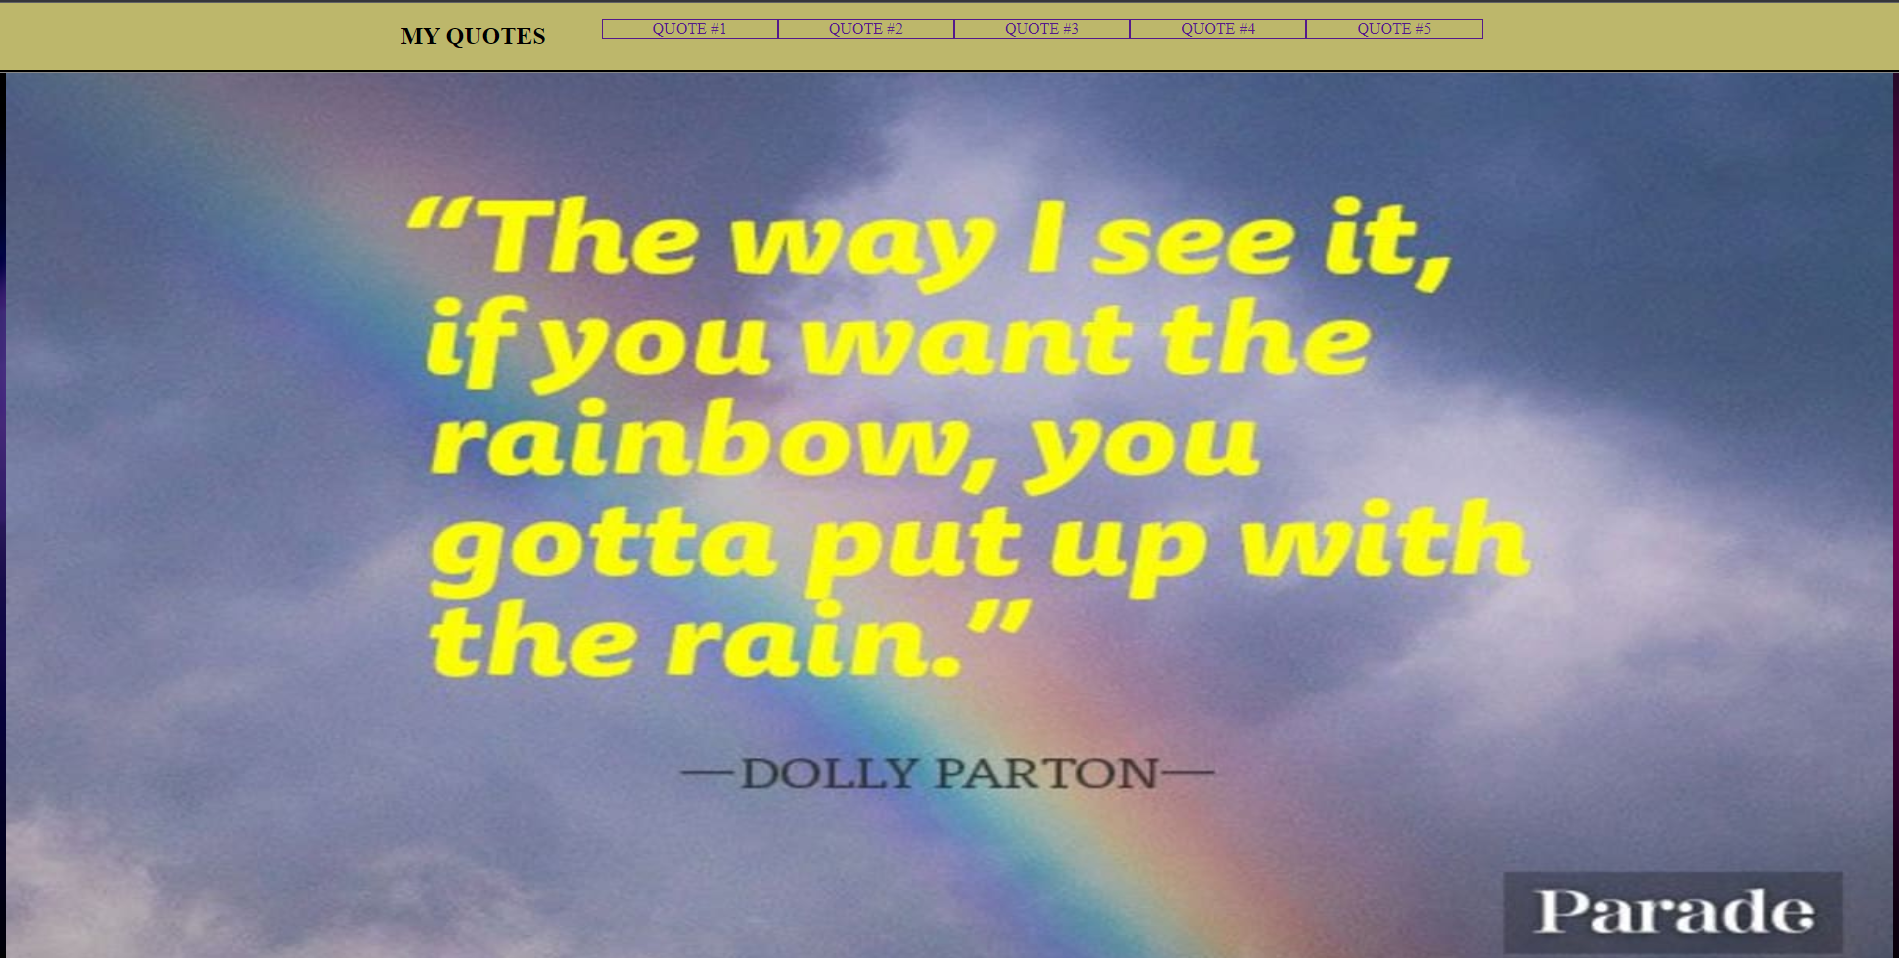 MY QUOTES
QUOTE #1 QUOTE #2 QUOTE #3 QUOTE #4 QUOTE #5
“The way I see it,
if you want the
rainbow, you
gotta put up with
the rain.”
—DOLLY PARTON—
Parade